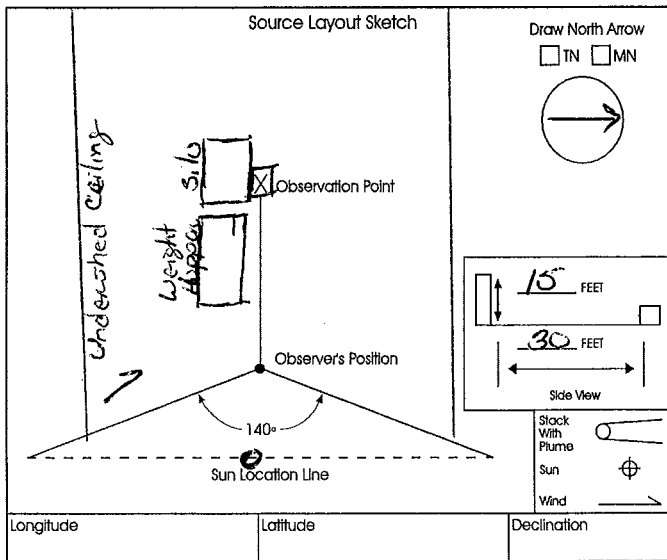 Source Layout Sketch
Draw North Arrow
TN MN
Undershed Ceiling
Silo
Observation Point
Weight
Hopper
15 FEET
30 FEET
Side View
Observer's Position
140°
Sun Location Line
Stack
With
Plume
Sun
Wind
Longitude
Latitude
Declination